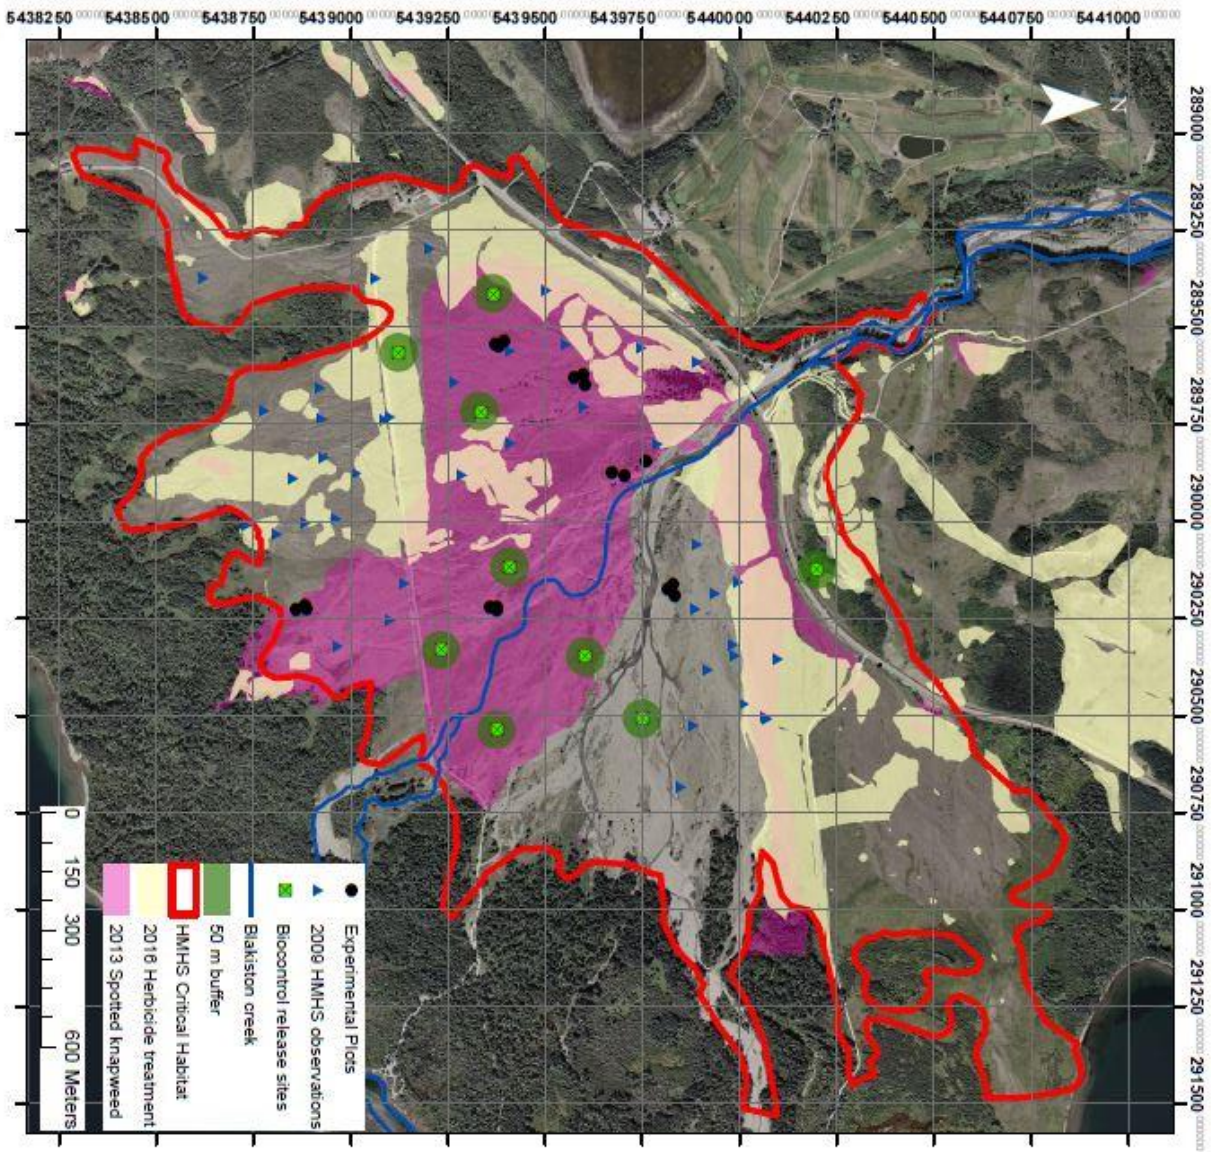 5438250 5438500 5438750 5439000 5439250 5439500 5439750 5440000 5440250 5440500 5440750 5441000
289000
289250
289500
289750
290000
290250
290500
290750
291000
291250
291500
N
Experimental Plots
2009 HMHS observations
Biocontrol release sites
Blakiston creek
50 m buffer
HMHS Critical Habitat
2016 Herbicide treatment
2013 Spotted knapweed
0 150 300 600 Meters